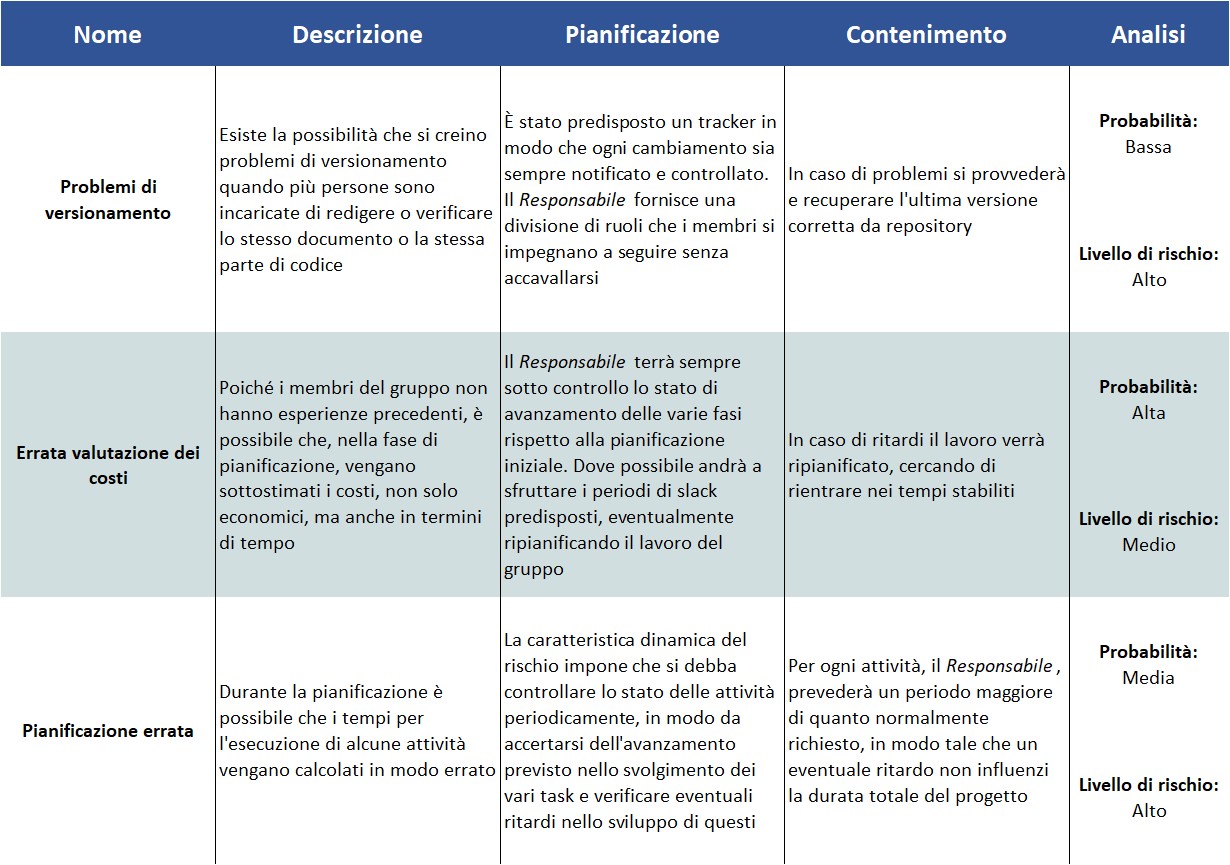 Nome
Descrizione
Pianificazione
Contenimento
Analisi
Problemi di
versionamento
Esiste la possibilità che si creino
problemi di versionamento
quando più persone sono
incaricate di redigere o verificare
lo stesso documento o la stessa
parte di codice
È stato predisposto un tracker in
modo che ogni cambiamento sia
sempre notificato e controllato.
Il Responsabile fornisce una
divisione di ruoli che i membri si
impegnano a seguire senza
accavallarsi
In caso di problemi si provvederà
e recuperare l'ultima versione
corretta da repository
Probabilità:
Bassa
Livello di rischio:
Alto
Errata valutazione dei
costi
Poiché i membri del gruppo non
hanno esperienze precedenti, è
possibile che, nella fase di
pianificazione, vengano
sottostimati i costi, non solo
economici, ma anche in termini
di tempo
Il Responsabile terrà sempre
sotto controllo lo stato di
avanzamento delle varie fasi
rispetto alla pianificazione
iniziale. Dove possibile andrà a
sfruttare i periodi di slack
predisposti, eventualmente
ripianificando il lavoro del
gruppo
In caso di ritardi il lavoro verrà
ripianificato, cercando di
rientrare nei tempi stabiliti
Probabilità:
Alta
Livello di rischio:
Medio
Pianificazione errata
Durante la pianificazione è
possibile che i tempi per
l'esecuzione di alcune attività
vengano calcolati in modo errato
La caratteristica dinamica del
rischio impone che si debba
controllare lo stato delle attività
periodicamente, in modo da
accertarsi dell'avanzamento
previsto nello svolgimento dei
vari task e verificare eventuali
ritardi nello sviluppo di questi
Per ogni attività, il Responsabile,
prevederà un periodo maggiore
di quanto normalmente
richiesto, in modo tale che un
eventuale ritardo non influenzi
la durata totale del progetto
Probabilità:
Media
Livello di rischio:
Alto